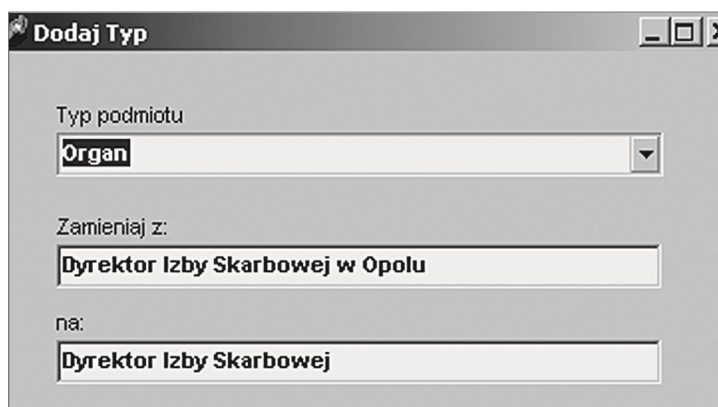 Dodaj Typ
Typ podmiotu
Organ
Zamieniaj z:
Dyrektor Izby Skarbowej w Opolu
na:
Dyrektor Izby Skarbowej